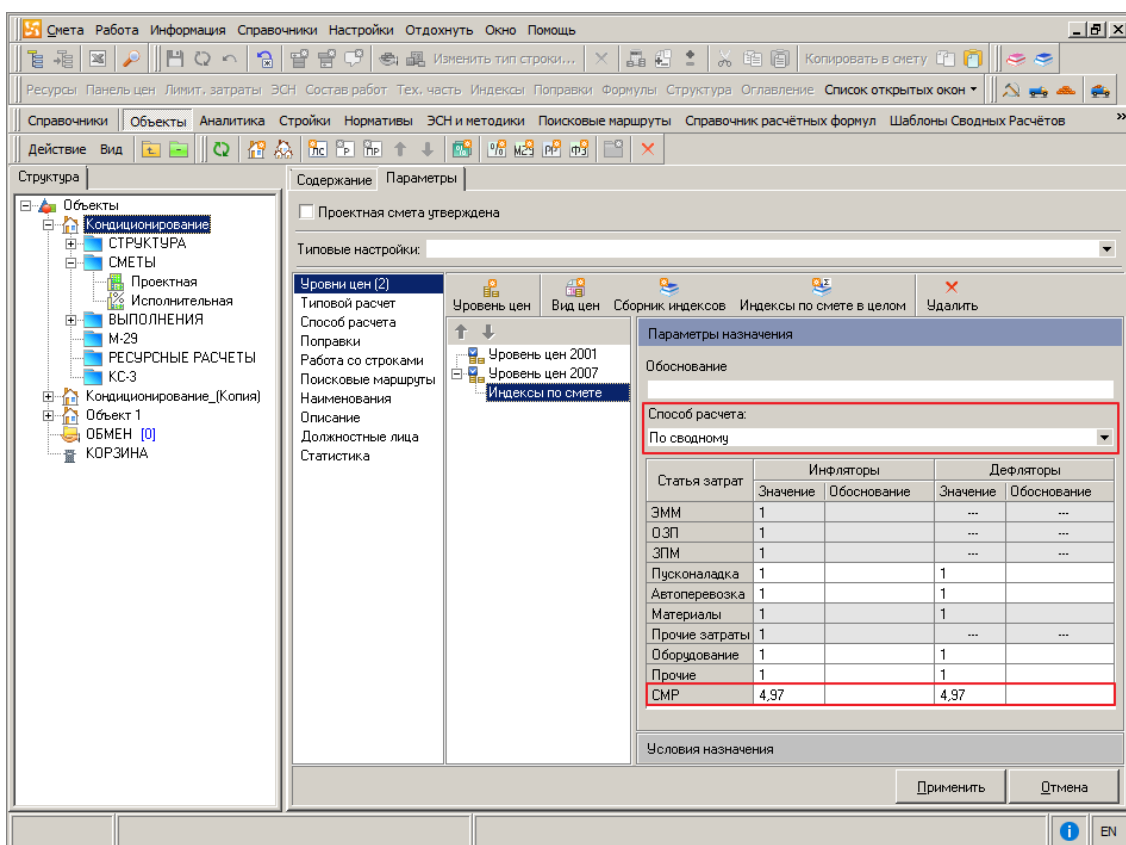 Смета Работа Информация Справочники Настройки Отдохнуть Окно Помощь
Изменить тип строки... Копировать в смету
Ресурсы Панель цен Лимит. затраты ЭСН Состав работ Тех. часть Индексы Поправки Формулы Структура Оглавление Список открытых окон
Справочники Объекты Аналитика Стройки Нормативы ЭСН и методики Поисковые маршруты Справочник расчётных формул Шаблоны Сводных Расчётов »
Действие Вид
Структура
Объекты
Кондиционирование
СТРУКТУРА
СМЕТЫ
Проектная
Исполнительная
ВЫПОЛНЕНИЯ
М-29
РЕСУРСНЫЕ РАСЧЕТЫ
КС-3
Кондиционирование_(Копия)
Объект 1
ОБМЕН [0]
КОРЗИНА
Содержание Параметры
Проектная смета утверждена
Типовые настройки:
Уровни цен (2)
Типовой расчет
Способ расчета
Поправки
Работа со строками
Поисковые маршруты
Наименования
Описание
Должностные лица
Статистика
Уровень цен Вид цен Сборник индексов Индексы по смете в целом Удалить
Уровень цен 2001
Уровень цен 2007
Индексы по смете
Параметры назначения
Обоснование
Способ расчета:
По сводному
Статья затрат Инфляторы Дефляторы
Значение Обоснование Значение Обоснование
ЭММ 1 --- ---
ОЗП 1 --- ---
ЗПМ 1 --- ---
Пусконаладка 1 1
Автоперевозка 1 1
Материалы 1 1
Прочие затраты 1 --- ---
Оборудование 1 1
Прочие 1 1
СМР 4,97 4,97
Условия назначения
Применить Отмена
EN